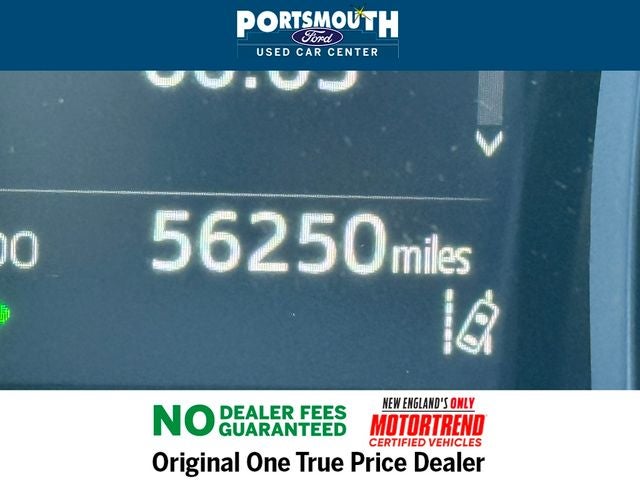 PORTSMOUTH
Ford
USED CAR CENTER
56250 miles
NO DEALER FEES GUARANTEED
NEW ENGLAND'S ONLY
MOTORTREND
CERTIFIED VEHICLES
Original One True Price Dealer